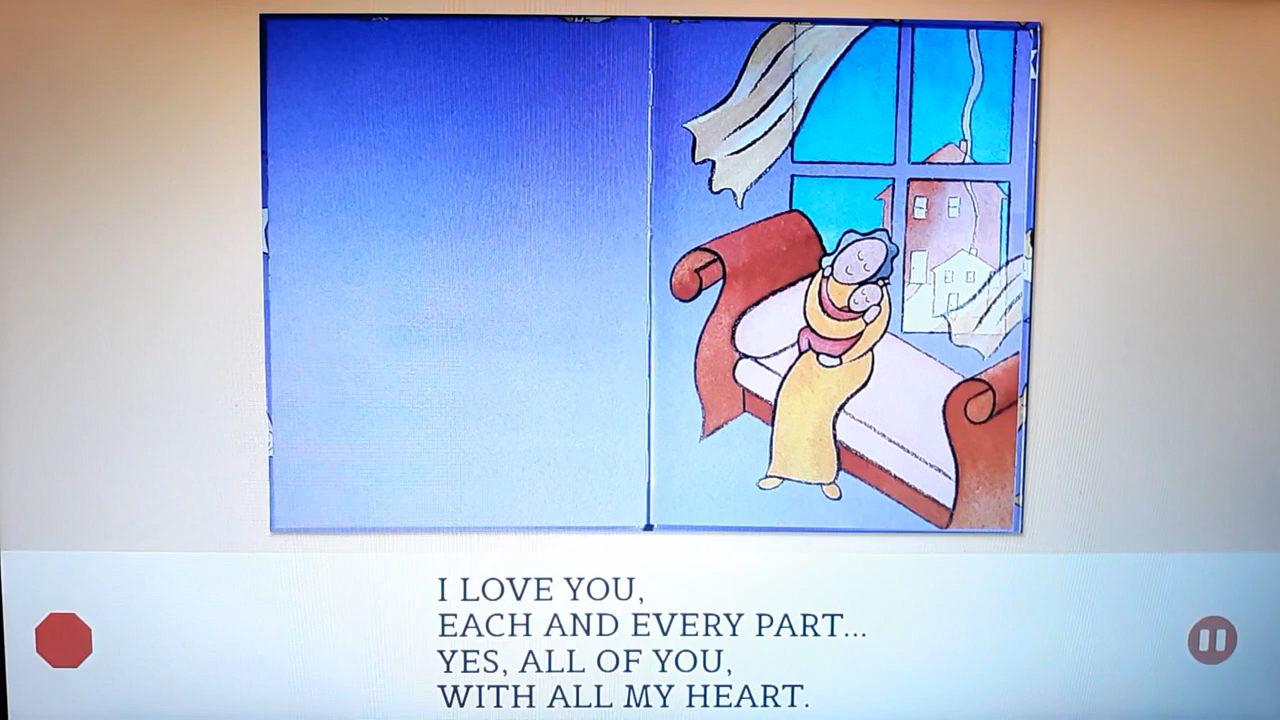 I LOVE YOU,
EACH AND EVERY PART...
YES, ALL OF YOU,
WITH ALL MY HEART.